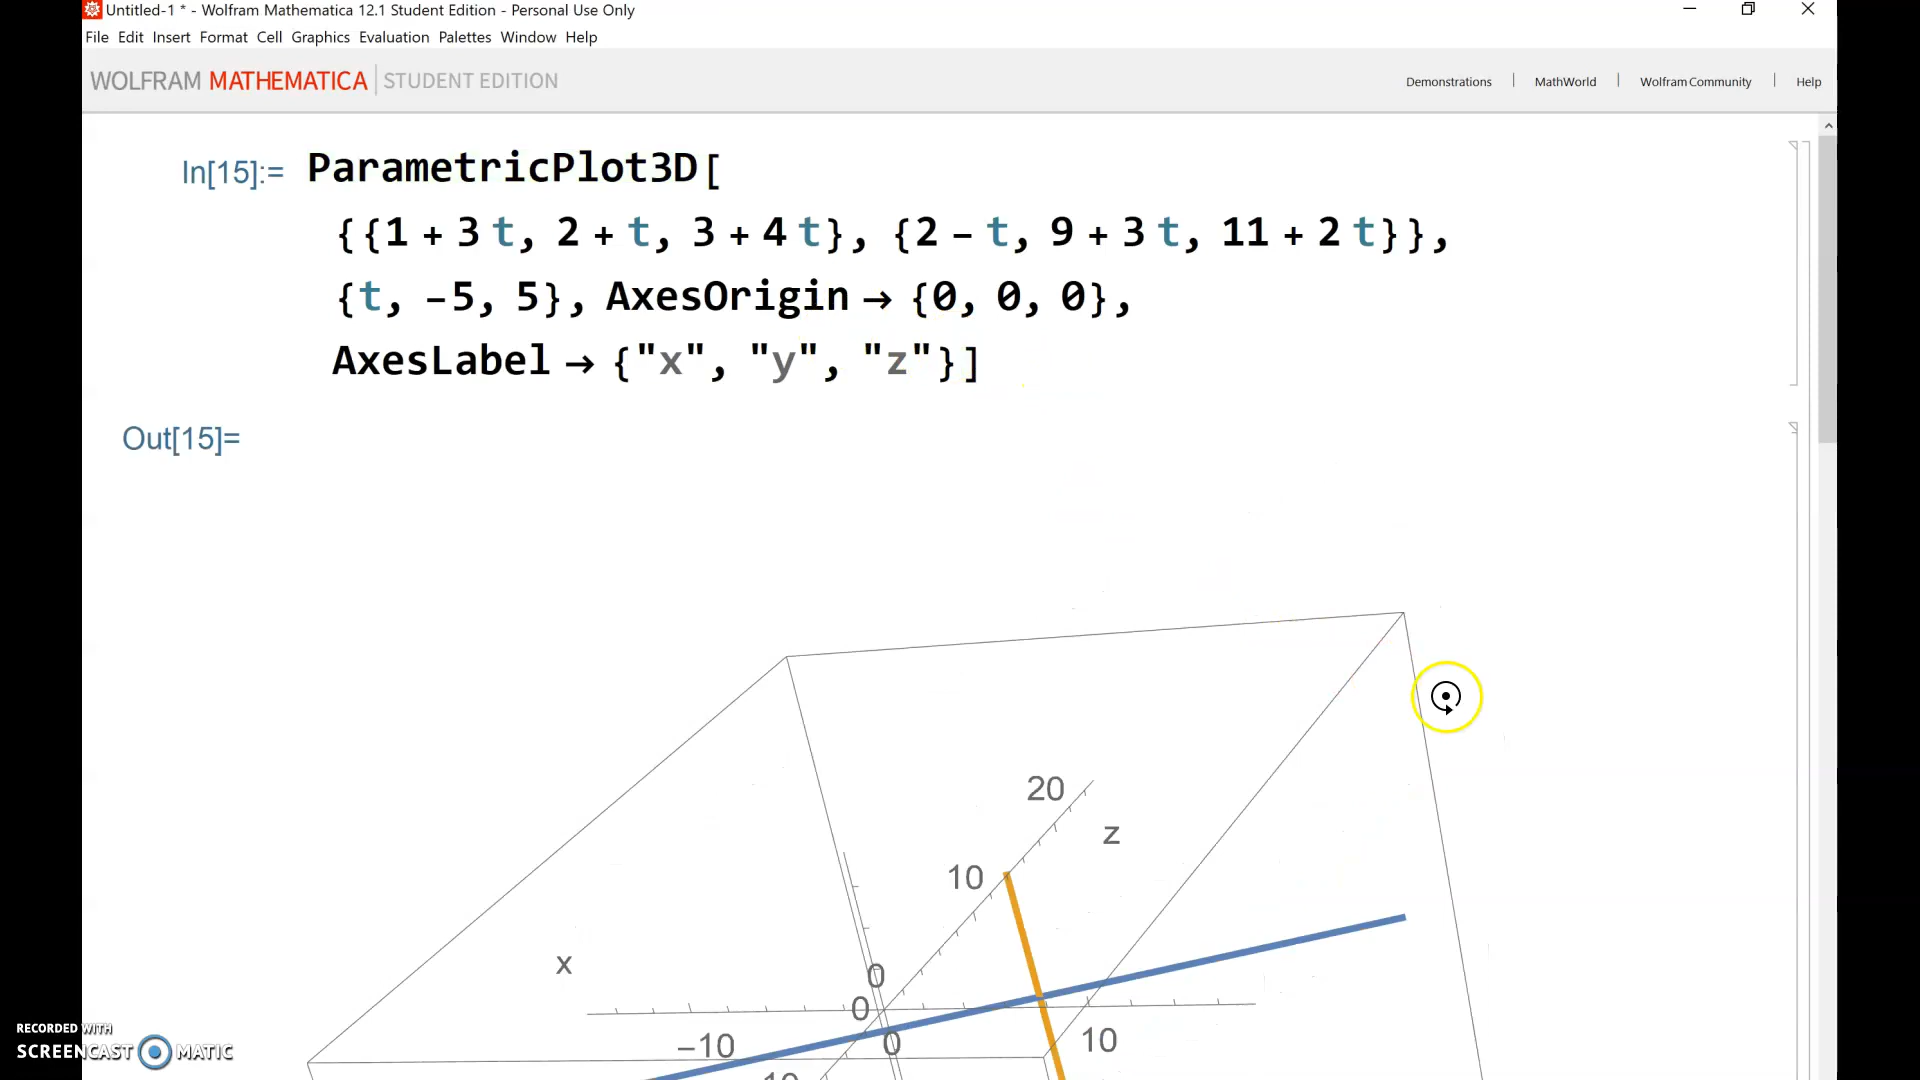 Untitled-1 * - Wolfram Mathematica 12.1 Student Edition - Personal Use Only
File Edit Insert Format Cell Graphics Evaluation Palettes Window Help
WOLFRAM MATHEMATICA STUDENT EDITION
Demonstrations MathWorld Wolfram Community Help
In[15]:= ParametricPlot3D[
{{1 + 3 t, 2 + t, 3 + 4 t}, {2 - t, 9 + 3 t, 11 + 2 t}},
{t, -5, 5}, AxesOrigin → {0, 0, 0},
AxesLabel → {"x", "y", "z"}]
Out[15]=
20
z
10
x
0
0
-10
0
10
RECORDED WITH
SCREENCAST MATIC